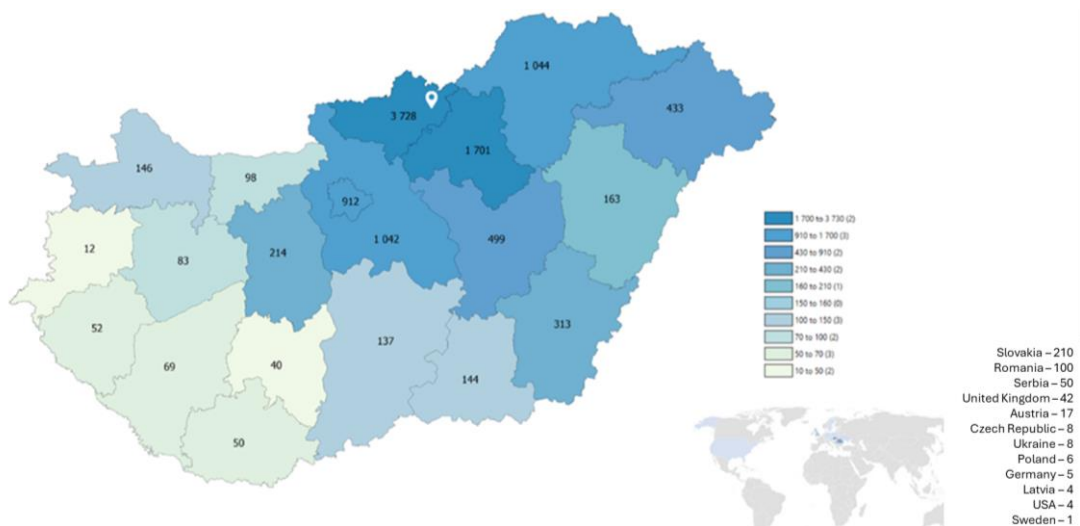 1 044
433
3 728
1 701
146
98
163
912
12
83
214
1 042
499
52
313
69
40
137
144
50
1 700 to 3 730 (2)
910 to 1 700 (3)
430 to 910 (2)
210 to 430 (2)
160 to 210 (1)
150 to 160 (0)
100 to 150 (3)
70 to 100 (2)
50 to 70 (3)
10 to 50 (2)
Slovakia – 210
Romania – 100
Serbia – 50
United Kingdom – 42
Austria – 17
Czech Republic – 8
Ukraine – 8
Poland – 6
Germany – 5
Latvia – 4
USA – 4
Sweden – 1